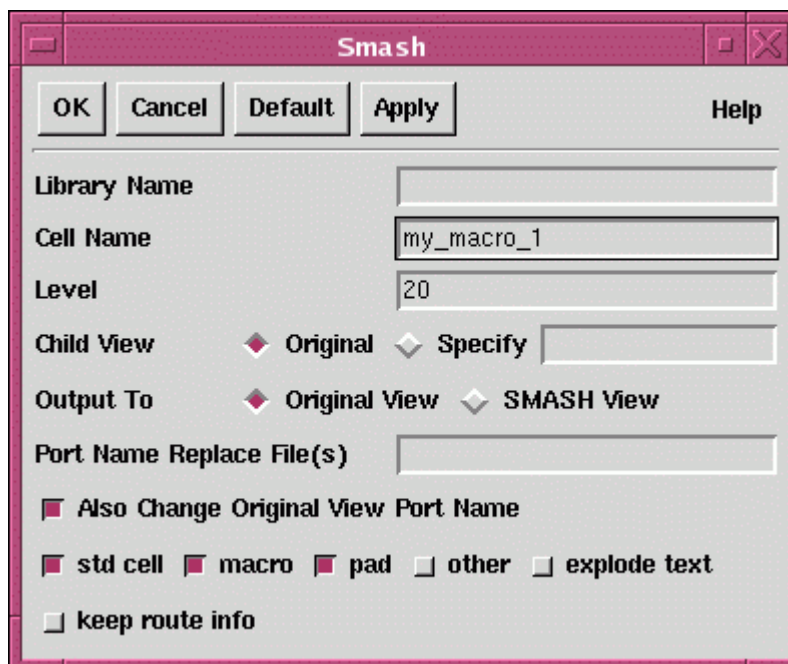 Smash
OK Cancel Default Apply Help
Library Name
Cell Name my_macro_1
Level 20
Child View Original Specify
Output To Original View SMASH View
Port Name Replace File(s)
Also Change Original View Port Name
std cell macro pad other explode text
keep route info